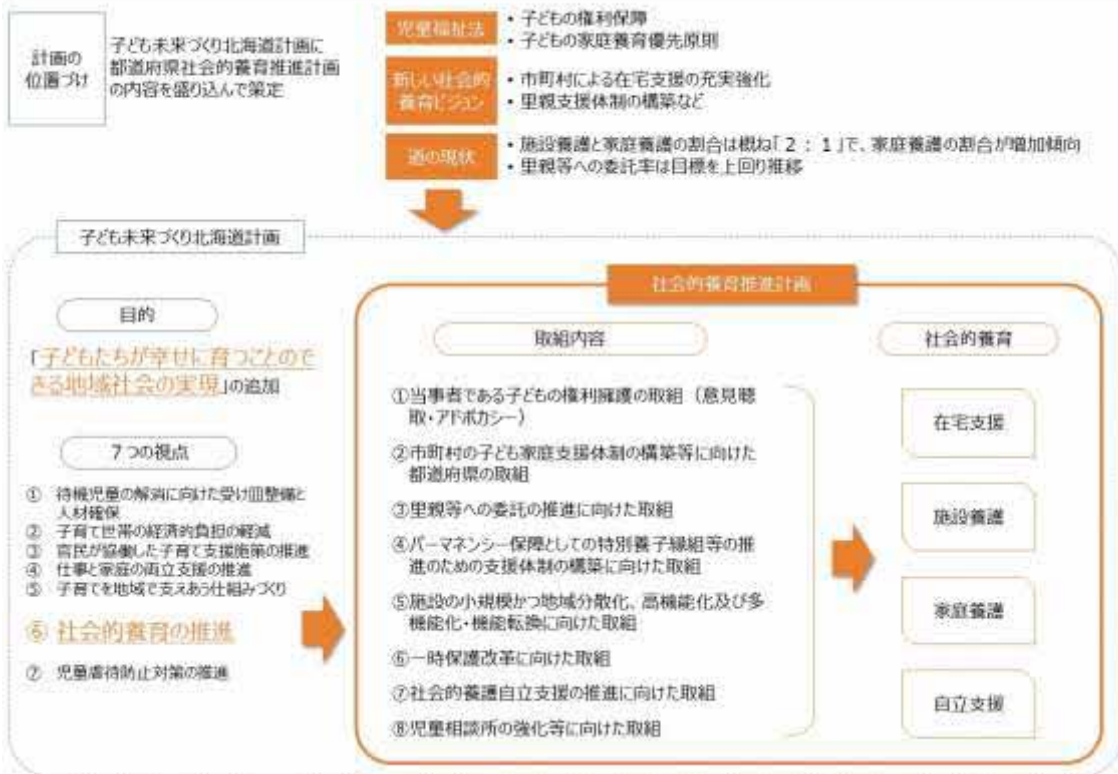 計画の
位置づけ
子ども未来づくり北海道計画に
都道府県社会的養育推進計画
の内容を盛り込んで策定
児童福祉法
・子どもの権利保障
・子どもの家庭養育優先原則
新しい社会的
養育ビジョン
・市町村による在宅支援の充実強化
・里親支援体制の構築など
道の現状
・施設養護と家庭養護の割合は概ね「2:1」で、家庭養護の割合が増加傾向
・里親等への委託率は目標を上回り推移
子ども未来づくり北海道計画
目的
「子どもたちが幸せに育つことので
きる地域社会の実現」の追加
7つの視点
① 待機児童の解消に向けた受け皿整備と
人材確保
② 子育て世帯の経済的負担の軽減
③ 官民が協働した子育て支援施策の推進
④ 仕事と家庭の両立支援の推進
⑤ 子育てを地域で支えあう仕組みづくり
⑥ 社会的養育の推進
⑦ 児童虐待防止対策の推進
社会的養育推進計画
取組内容
①当事者である子どもの権利擁護の取組(意見聴
取・アドボカシー)
②市町村の子ども家庭支援体制の構築等に向けた
都道府県の取組
③里親等への委託の推進に向けた取組
④パーマネンシー保障としての特別養子縁組等の推
進のための支援体制の構築に向けた取組
⑤施設の小規模かつ地域分散化、高機能化及び多
機能化・機能転換に向けた取組
⑥一時保護改革に向けた取組
⑦社会的養護自立支援の推進に向けた取組
⑧児童相談所の強化等に向けた取組
社会的養育
在宅支援
施設養護
家庭養護
自立支援